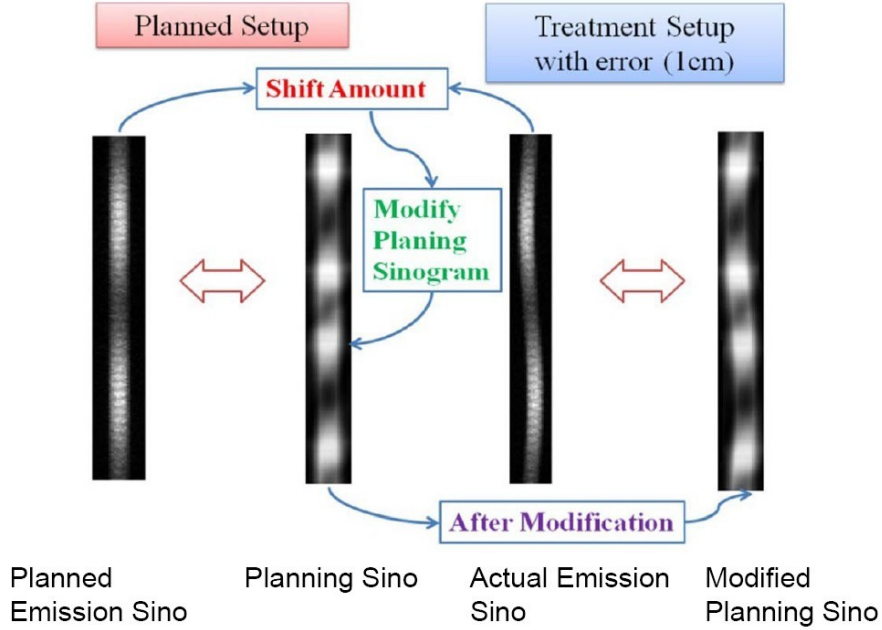 Planned Setup
Treatment Setup
with error (1cm)
Shift Amount
Modify
Planing
Sinogram
After Modification
Planned
Emission Sino
Planning Sino
Actual Emission
Sino
Modified
Planning Sino